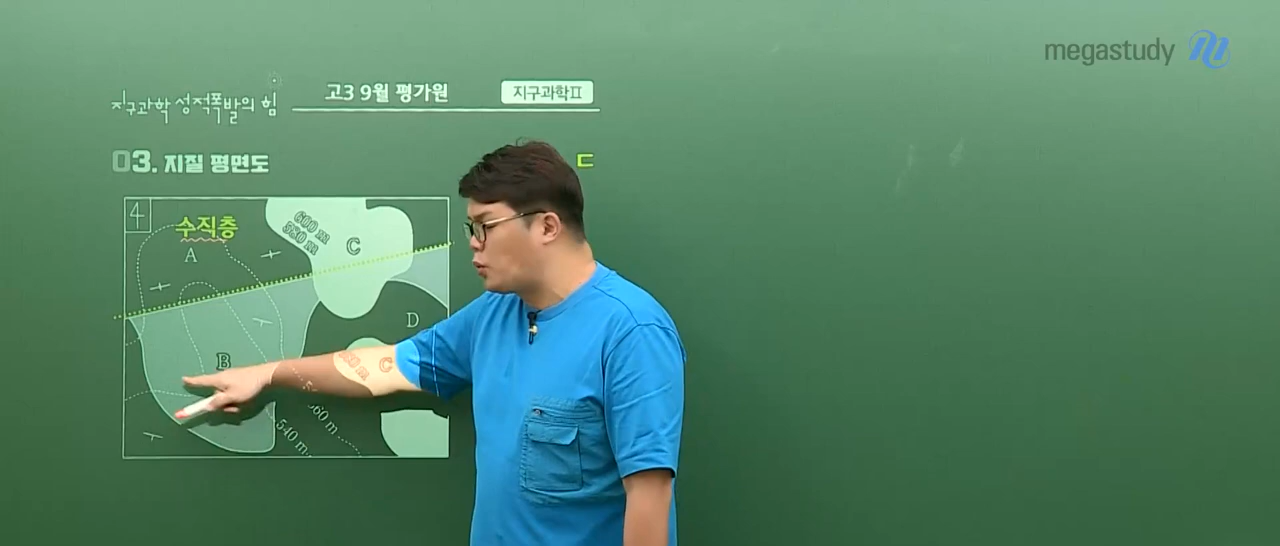 megastudy
지구과학 성적폭발의 힘
고3 9월 평가원
지구과학Ⅱ
03. 지질 평면도
ㄷ
4
수직층
600 m
580 m
C
A
D
B
580 m
C
560 m
540 m